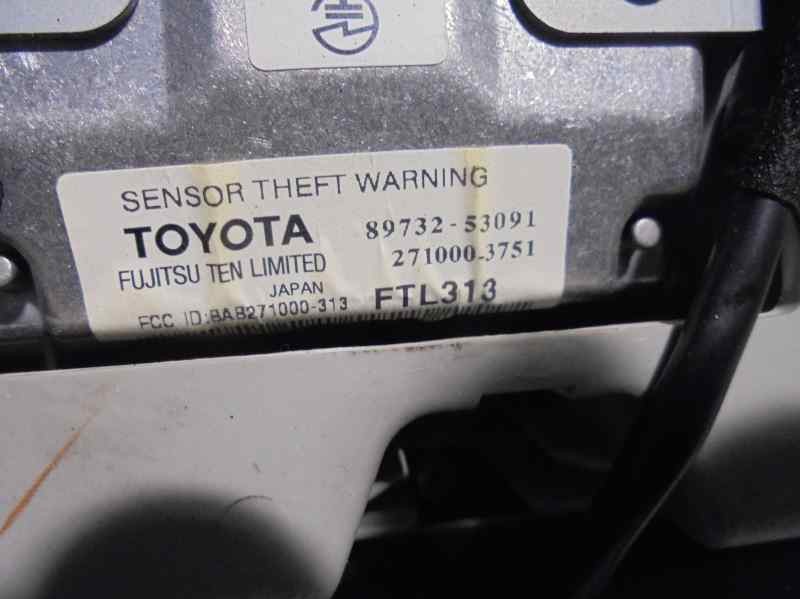 SENSOR THEFT WARNING
TOYOTA 89732-53091
FUJITSU TEN LIMITED 271000-3751
JAPAN FTL313
FCC ID:BAB271000-313